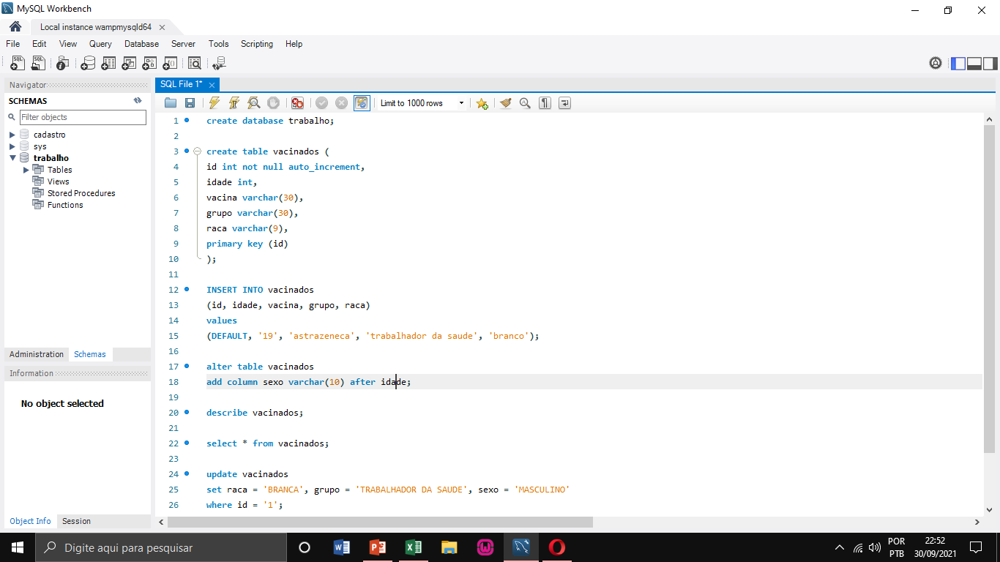 MySQL Workbench
Local instance wampmysqld64
File Edit View Query Database Server Tools Scripting Help
Navigator
SCHEMAS
Filter objects
cadastro
sys
trabalho
Tables
Views
Stored Procedures
Functions
Administration Schemas
Information
No object selected
Object Info Session
SQL File 1*
Limit to 1000 rows
1 create database trabalho;
2
3 create table vacinados (
4 id int not null auto_increment,
5 idade int,
6 vacina varchar(30),
7 grupo varchar(30),
8 raca varchar(9),
9 primary key (id)
10 );
11
12 INSERT INTO vacinados
13 (id, idade, vacina, grupo, raca)
14 values
15 (DEFAULT, '19', 'astrazeneca', 'trabalhador da saude', 'branco');
16
17 alter table vacinados
18 add column sexo varchar(10) after idade;
19
20 describe vacinados;
21
22 select * from vacinados;
23
24 update vacinados
25 set raca = 'BRANCA', grupo = 'TRABALHADOR DA SAUDE', sexo = 'MASCULINO'
26 where id = '1';
Digite aqui para pesquisar
POR
PTB
22:52
30/09/2021